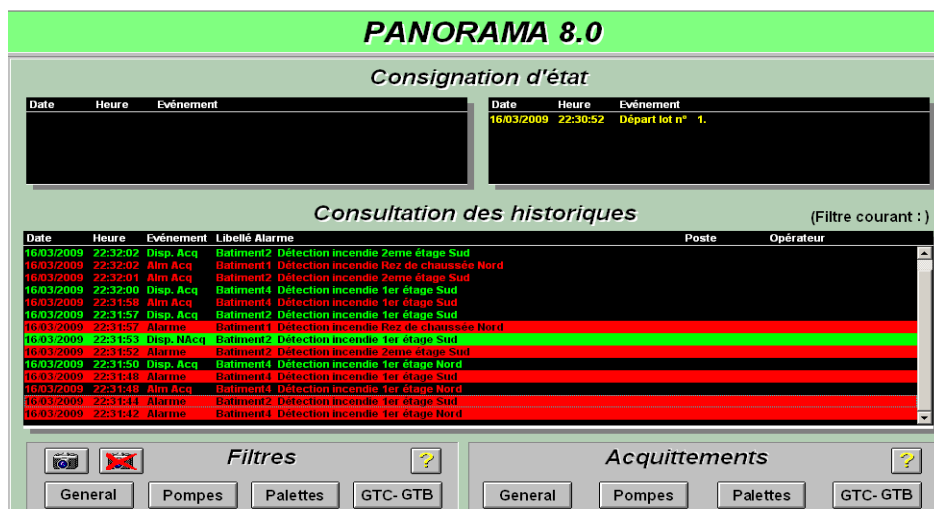 PANORAMA 8.0
Consignation d'état
Date Heure Evénement
Date Heure Evénement
16/03/2009 22:30:52 Départ lot n° 1.
Consultation des historiques
(Filtre courant : )
Date Heure Evénement Libellé Alarme Poste Opérateur
16/03/2009 22:32:02 Disp. Acq Batiment2 Détection incendie 2eme étage Sud
16/03/2009 22:32:02 Alm Acq Batiment1 Détection incendie Rez de chaussée Nord
16/03/2009 22:32:01 Alm Acq Batiment2 Détection incendie 2eme étage Sud
16/03/2009 22:32:00 Disp. Acq Batiment4 Détection incendie 1er étage Sud
16/03/2009 22:31:58 Alm Acq Batiment4 Détection incendie 1er étage Sud
16/03/2009 22:31:57 Disp. Acq Batiment2 Détection incendie 1er étage Sud
16/03/2009 22:31:57 Alarme Batiment1 Détection incendie Rez de chaussée Nord
16/03/2009 22:31:53 Disp. NAcq Batiment2 Détection incendie 1er étage Sud
16/03/2009 22:31:52 Alarme Batiment2 Détection incendie 2eme étage Sud
16/03/2009 22:31:50 Disp. Acq Batiment4 Détection incendie 1er étage Nord
16/03/2009 22:31:48 Alarme Batiment4 Détection incendie 1er étage Sud
16/03/2009 22:31:48 Alm Acq Batiment4 Détection incendie 1er étage Nord
16/03/2009 22:31:44 Alarme Batiment2 Détection incendie 1er étage Sud
16/03/2009 22:31:42 Alarme Batiment4 Détection incendie 1er étage Nord
Filtres ?
General Pompes Palettes GTC- GTB
Acquittements ?
General Pompes Palettes GTC- GTB